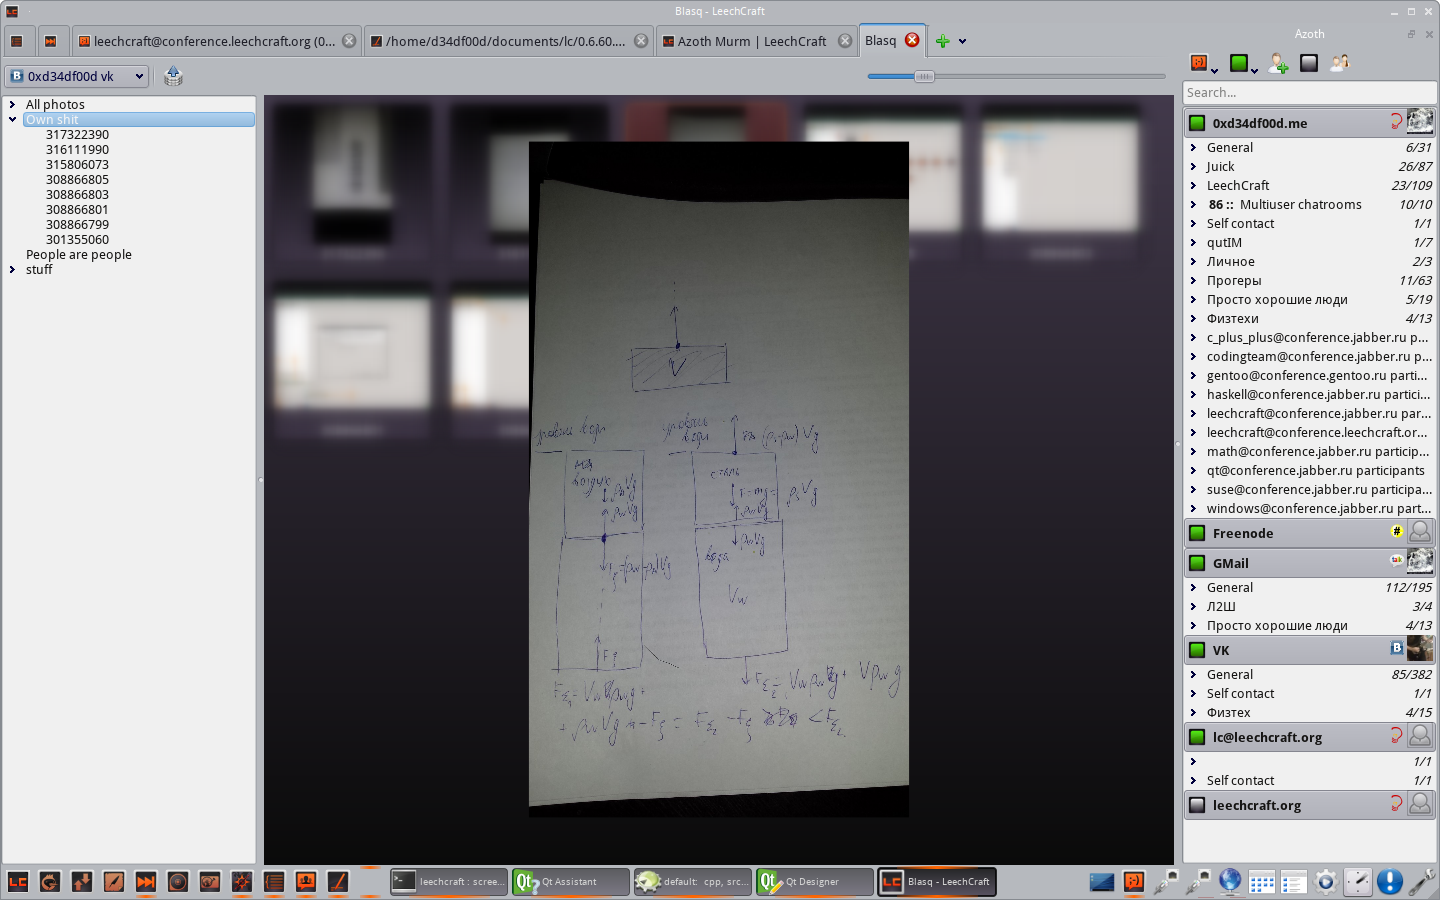 Blasq - LeechCraft
leechcraft@conference.leechcraft.org (0...
/home/d34df00d/documents/lc/0.6.60....
Azoth Murm | LeechCraft
Blasq
Azoth
0xd34df00d vk
All photos
Own shit
317322390
316111990
315806073
308866805
308866803
308866801
308866799
301355060
People are people
stuff
V
уровень воды
уровень воды
воздух
сталь
вода
Vw
Search...
0xd34df00d.me
General 6/31
Juick 26/87
LeechCraft 23/109
86 :: Multiuser chatrooms 10/10
Self contact 1/1
qutIM 1/7
Личное 2/3
Прогеры 11/63
Просто хорошие люди 5/19
Физтехи 4/13
c_plus_plus@conference.jabber.ru p...
codingteam@conference.jabber.ru p...
gentoo@conference.gentoo.ru parti...
haskell@conference.jabber.ru partici...
leechcraft@conference.jabber.ru par...
leechcraft@conference.leechcraft.or...
math@conference.jabber.ru particip...
qt@conference.jabber.ru participants
suse@conference.jabber.ru participa...
windows@conference.jabber.ru part...
Freenode
GMail
General 112/195
Л2Ш 3/4
Просто хорошие люди 4/13
VK
General 85/382
Self contact 1/1
Физтех 4/15
lc@leechcraft.org
1/1
Self contact 1/1
leechcraft.org
leechcraft : scree...
Qt Assistant
default: cpp, src...
Qt Designer
Blasq - LeechCraft